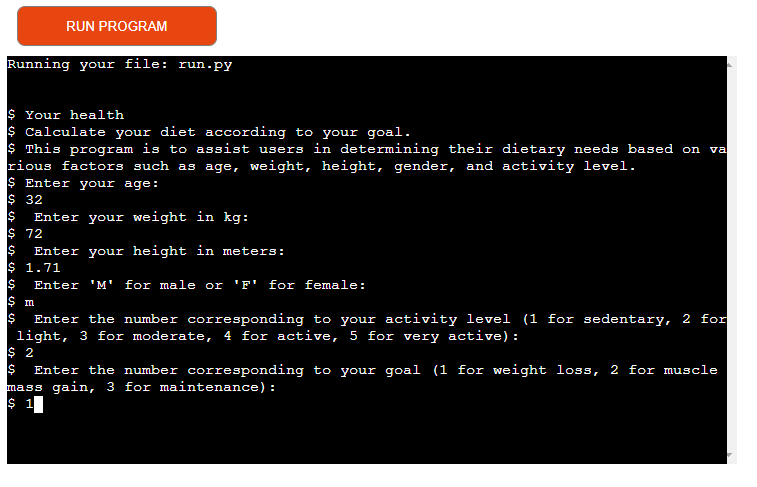 RUN PROGRAM
Running your file: run.py
$ Your health
$ Calculate your diet according to your goal.
$ This program is to assist users in determining their dietary needs based on va
rious factors such as age, weight, height, gender, and activity level.
$ Enter your age:
$ 32
$  Enter your weight in kg:
$ 72
$  Enter your height in meters:
$ 1.71
$  Enter 'M' for male or 'F' for female:
$ m
$  Enter the number corresponding to your activity level (1 for sedentary, 2 for
 light, 3 for moderate, 4 for active, 5 for very active):
$ 2
$  Enter the number corresponding to your goal (1 for weight loss, 2 for muscle
mass gain, 3 for maintenance):
$ 1